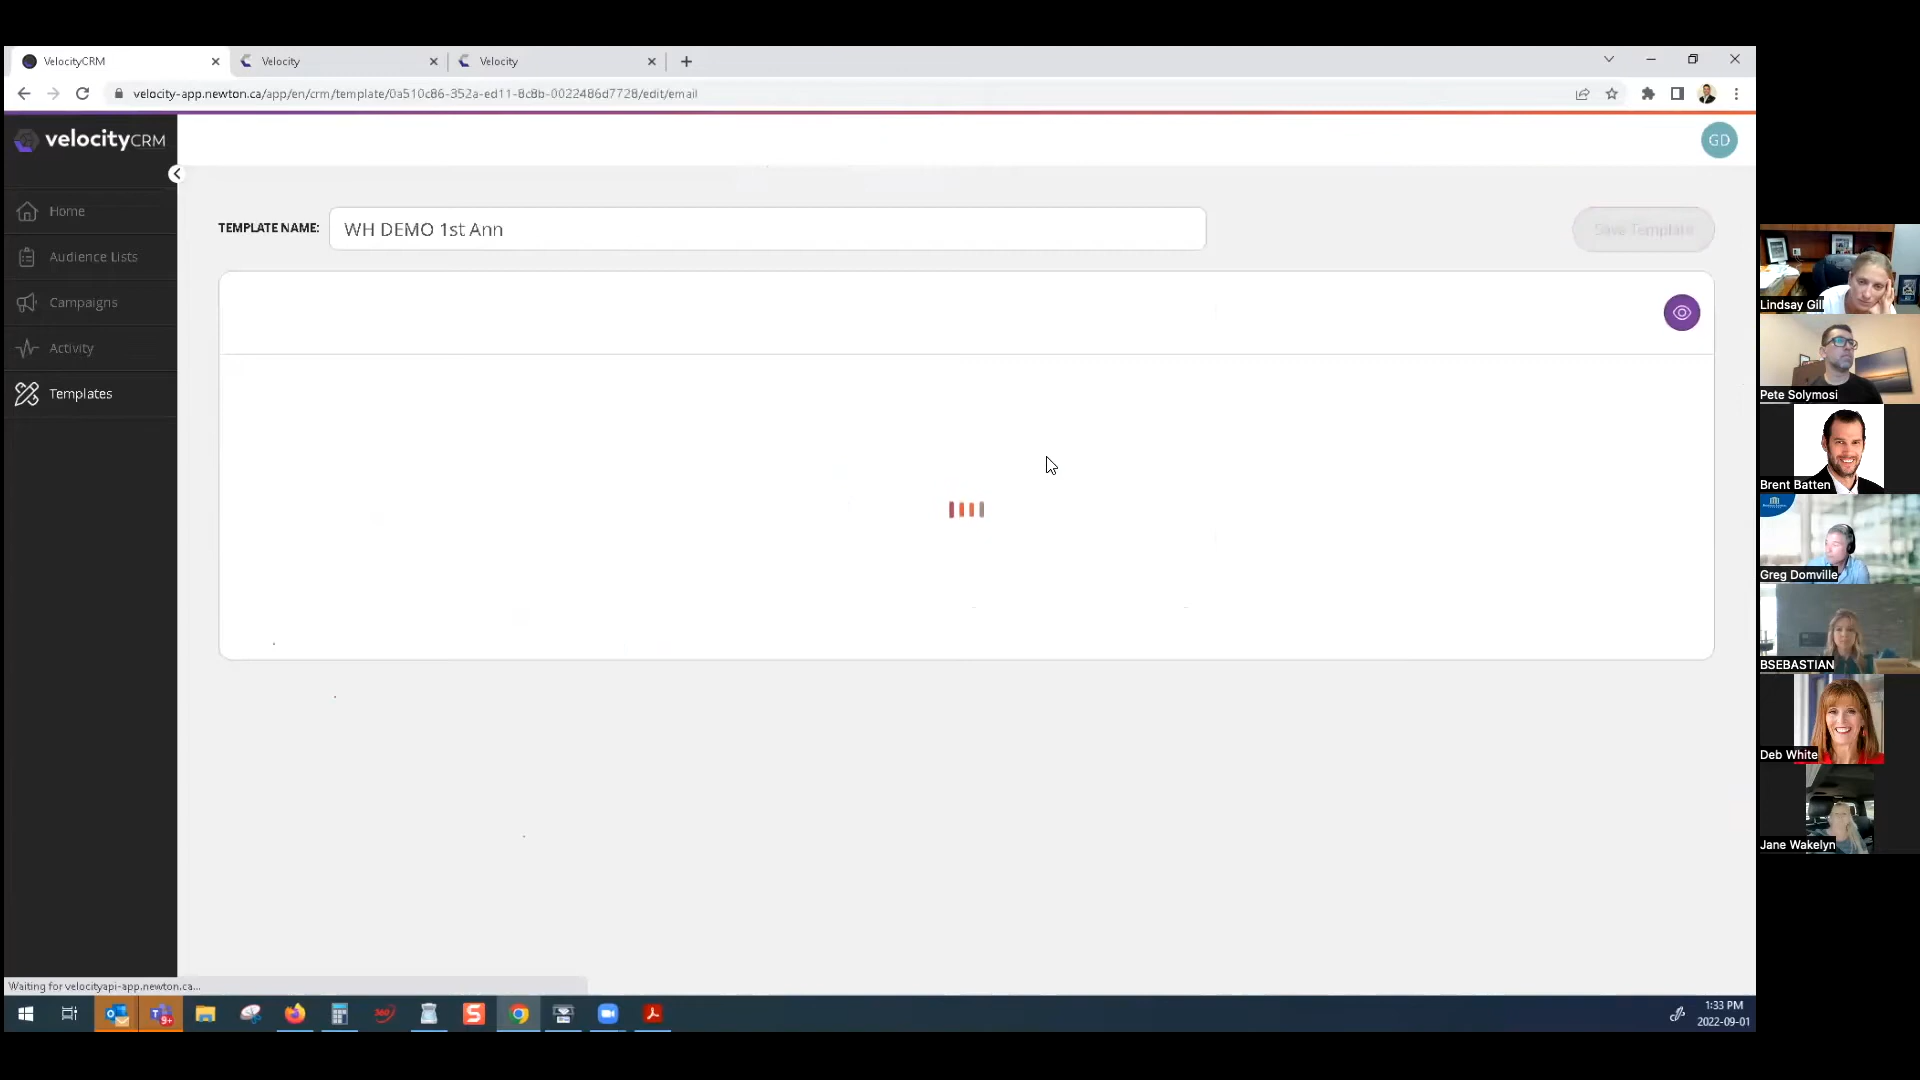 VelocityCRM
Velocity
Velocity
velocity-app.newton.ca/app/en/crm/template/0a510c86-352a-ed11-8c8b-0022486d7728/edit/email
velocityCRM
GD
Home
Audience Lists
Campaigns
Activity
Templates
TEMPLATE NAME:
WH DEMO 1st Ann
Save Template
Lindsay Gill
Pete Solymosi
Brent Batten
Greg Domville
BSEBASTIAN
Deb White
Jane Wakelyn
Waiting for velocityapi-app.newton.ca...
9+
360
S
1:33 PM
2022-09-01